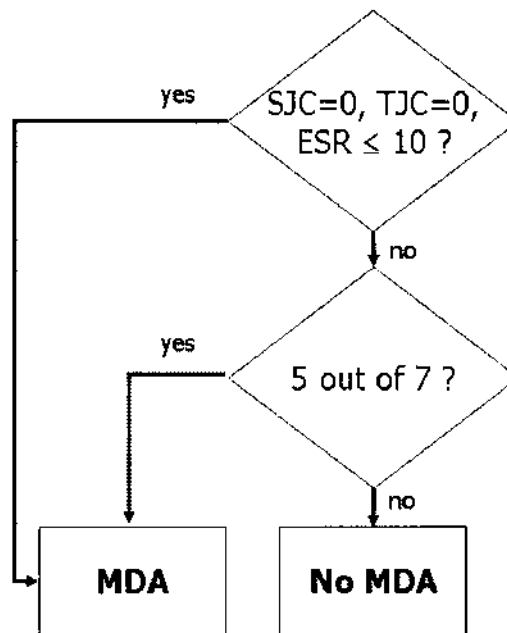 yes
SJC=0, TJC=0,
ESR ≤ 10 ?
no
yes
5 out of 7 ?
no
MDA
No MDA